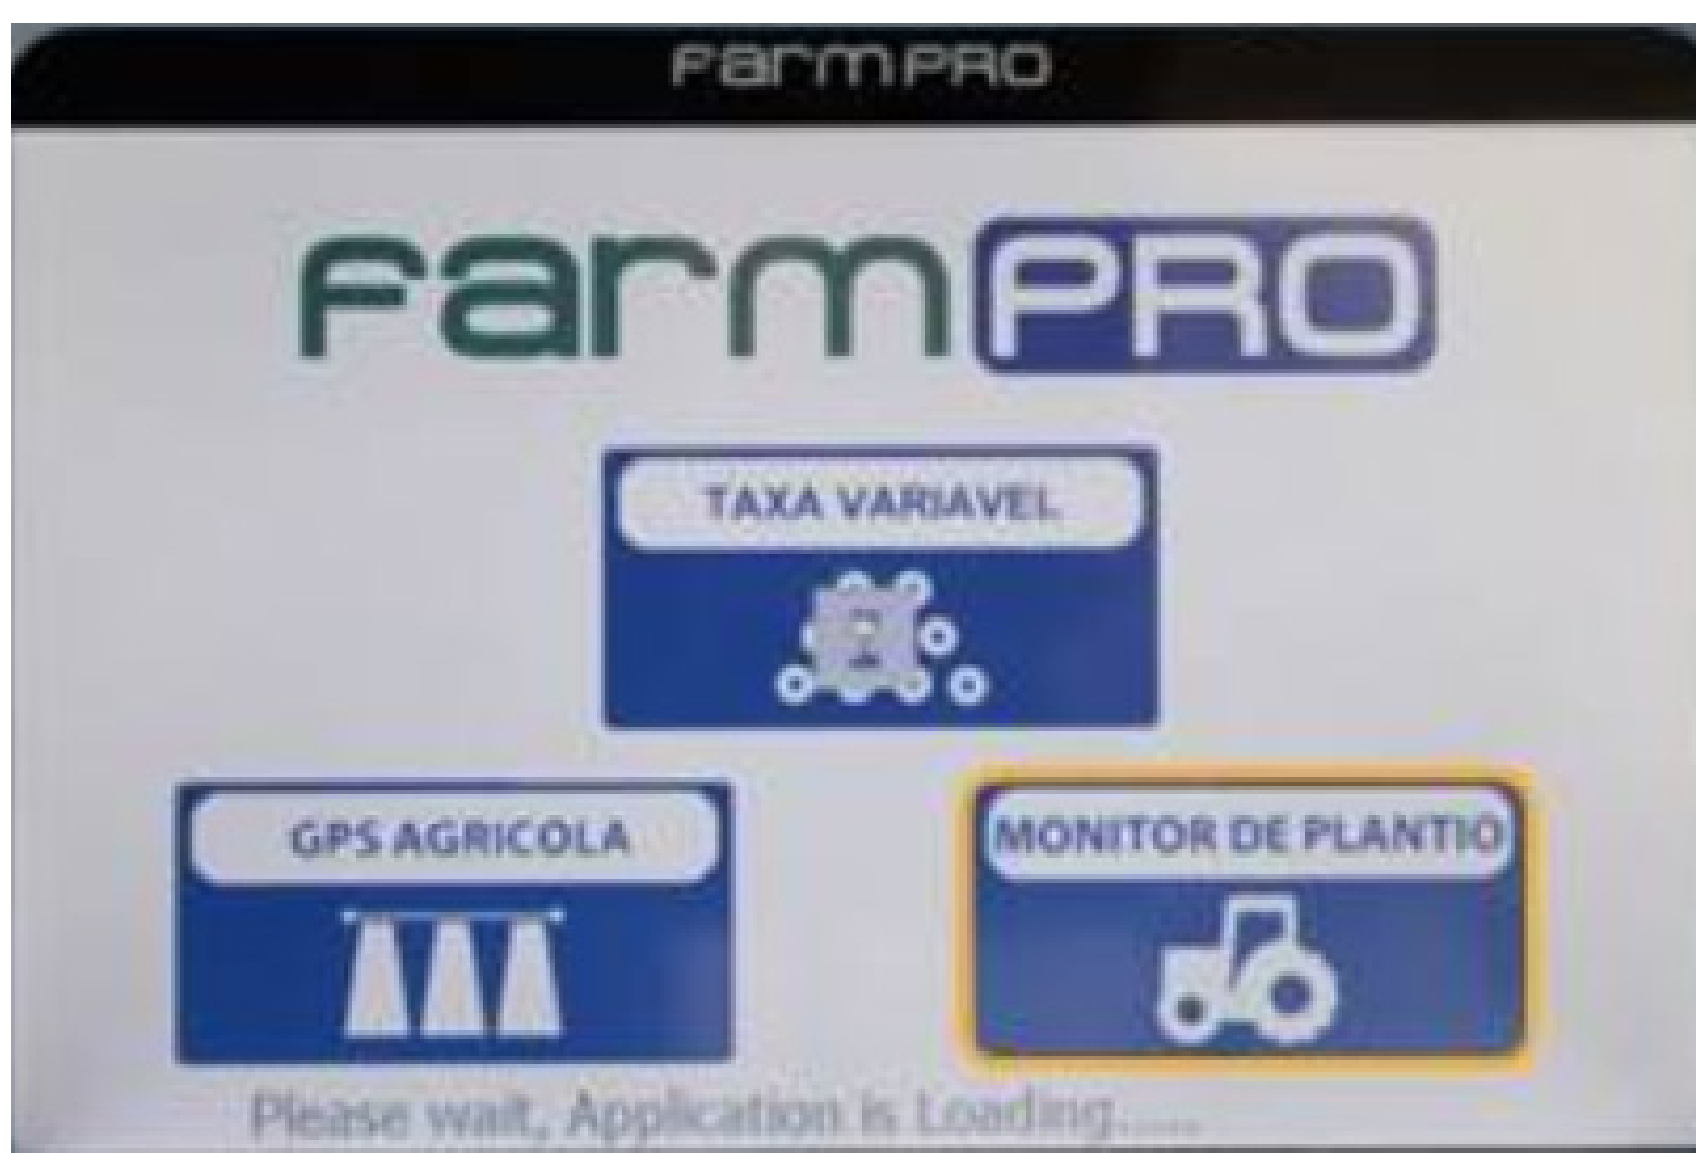 FarmPRO
FarmPRO
TAXA VARIAVEL
GPS AGRICOLA
MONITOR DE PLANTIO
Please wait, Application is Loading.....